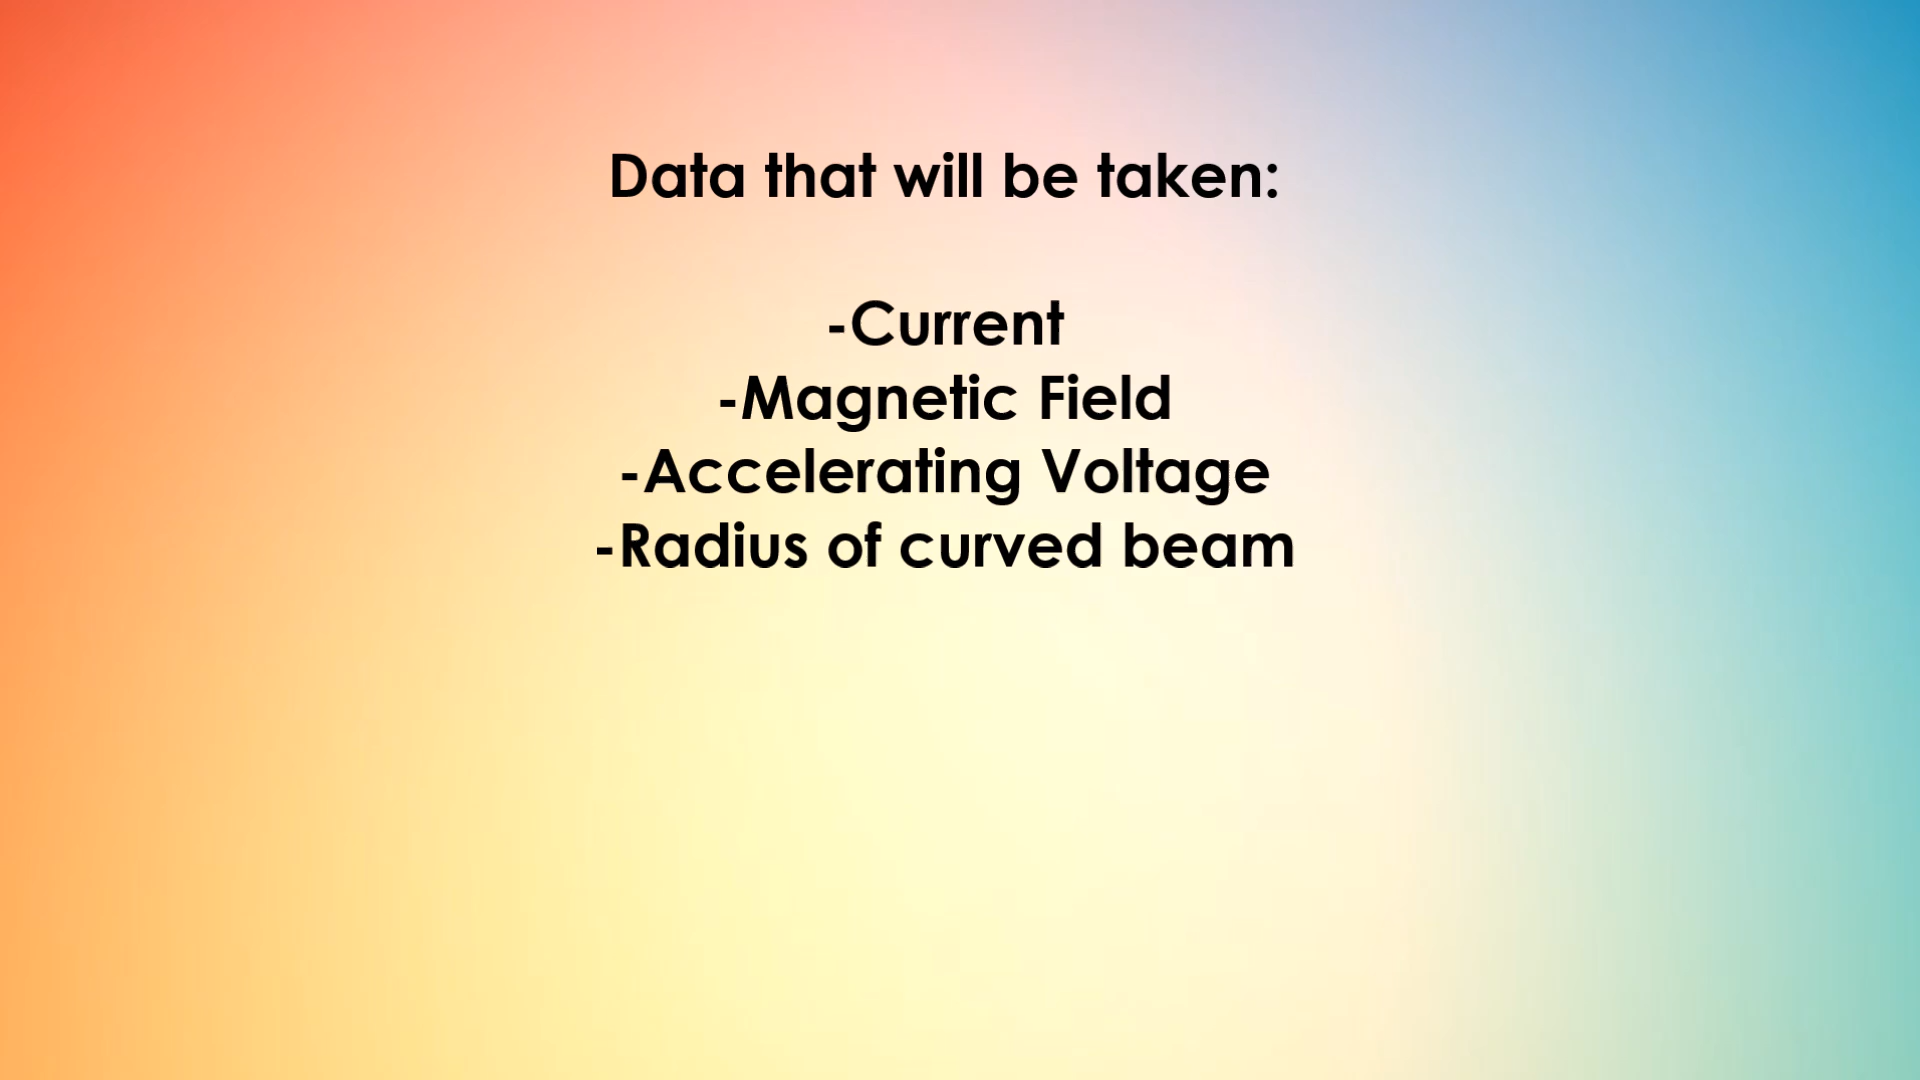 Data that will be taken:
-Current
-Magnetic Field
-Accelerating Voltage
-Radius of curved beam